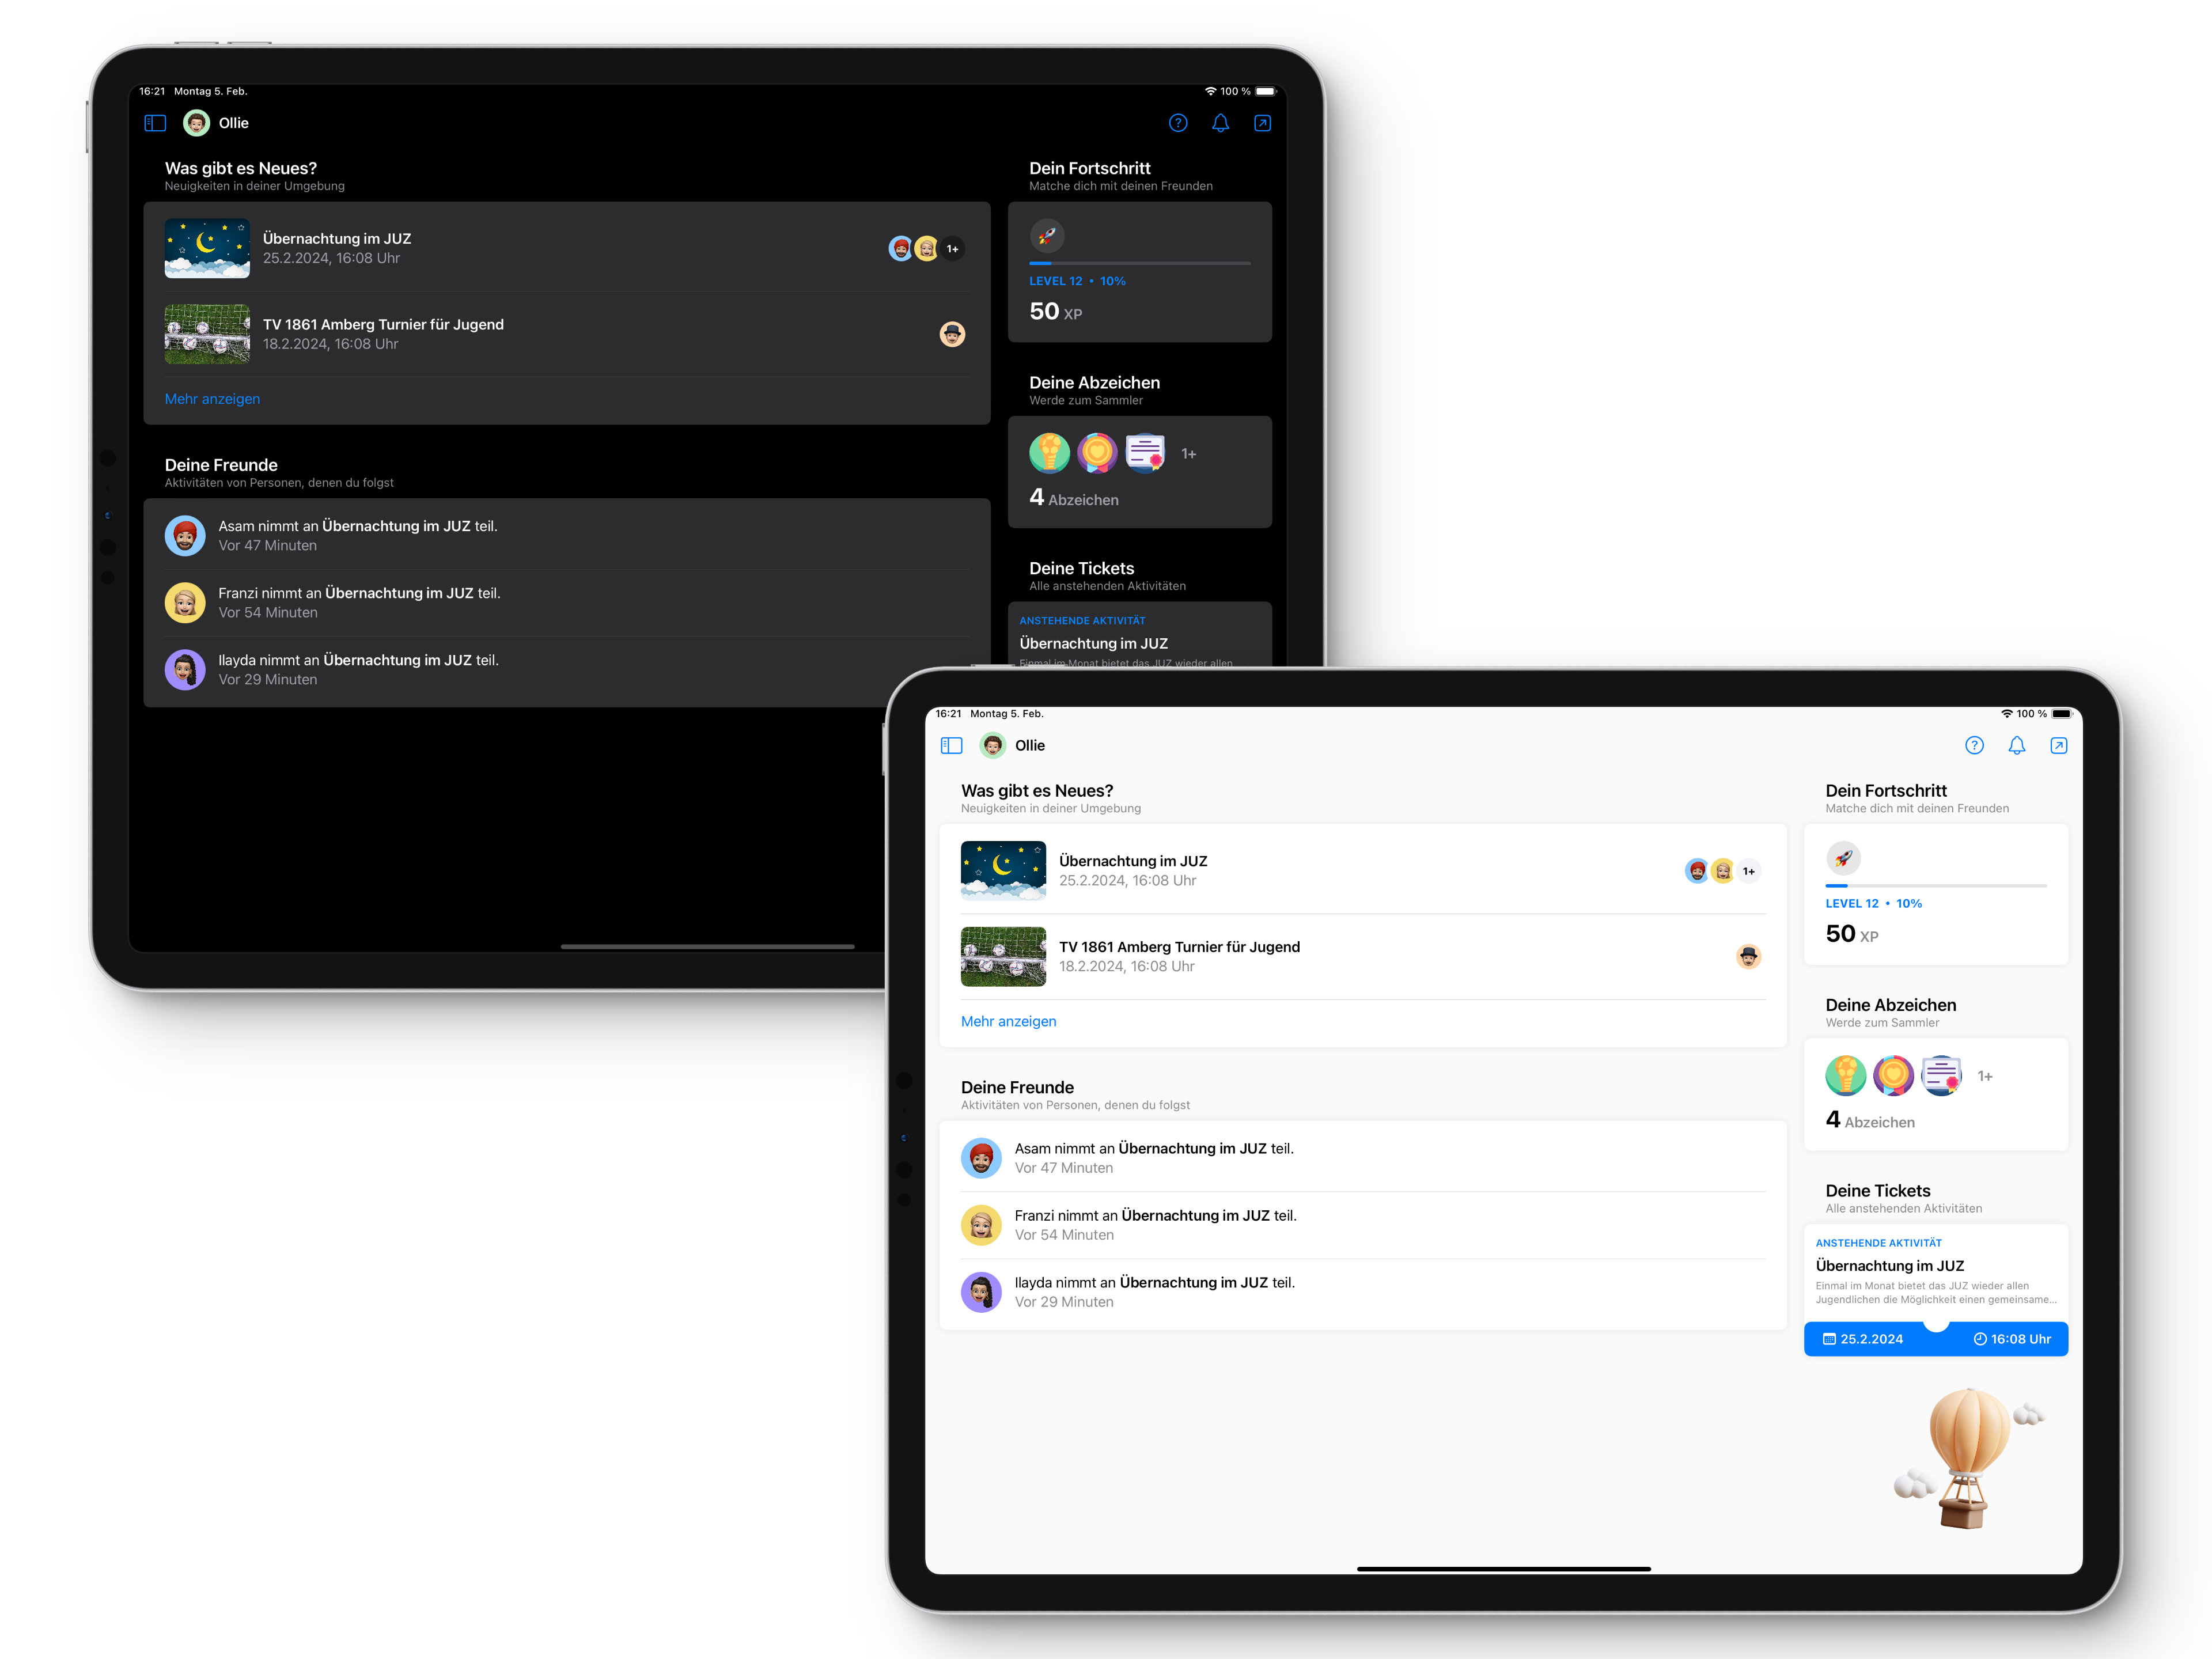 16:21 Montag 5. Feb.
100 %
Ollie
Was gibt es Neues?
Neuigkeiten in deiner Umgebung
Übernachtung im JUZ
25.2.2024, 16:08 Uhr
1+
TV 1861 Amberg Turnier für Jugend
18.2.2024, 16:08 Uhr
Mehr anzeigen
Deine Freunde
Aktivitäten von Personen, denen du folgst
Asam nimmt an Übernachtung im JUZ teil.
Vor 47 Minuten
Franzi nimmt an Übernachtung im JUZ teil.
Vor 54 Minuten
Ilayda nimmt an Übernachtung im JUZ teil.
Vor 29 Minuten
Dein Fortschritt
Matche dich mit deinen Freunden
LEVEL 12 • 10%
50 XP
Deine Abzeichen
Werde zum Sammler
1+
4 Abzeichen
Deine Tickets
Alle anstehenden Aktivitäten
ANSTEHENDE AKTIVITÄT
Übernachtung im JUZ
Einmal im Monat bietet das JUZ wieder allen
16:21 Montag 5. Feb.
100 %
Ollie
Was gibt es Neues?
Neuigkeiten in deiner Umgebung
Übernachtung im JUZ
25.2.2024, 16:08 Uhr
1+
TV 1861 Amberg Turnier für Jugend
18.2.2024, 16:08 Uhr
Mehr anzeigen
Deine Freunde
Aktivitäten von Personen, denen du folgst
Asam nimmt an Übernachtung im JUZ teil.
Vor 47 Minuten
Franzi nimmt an Übernachtung im JUZ teil.
Vor 54 Minuten
Ilayda nimmt an Übernachtung im JUZ teil.
Vor 29 Minuten
Dein Fortschritt
Matche dich mit deinen Freunden
LEVEL 12 • 10%
50 XP
Deine Abzeichen
Werde zum Sammler
1+
4 Abzeichen
Deine Tickets
Alle anstehenden Aktivitäten
ANSTEHENDE AKTIVITÄT
Übernachtung im JUZ
Einmal im Monat bietet das JUZ wieder allen
Jugendlichen die Möglichkeit einen gemeinsame...
25.2.2024
16:08 Uhr